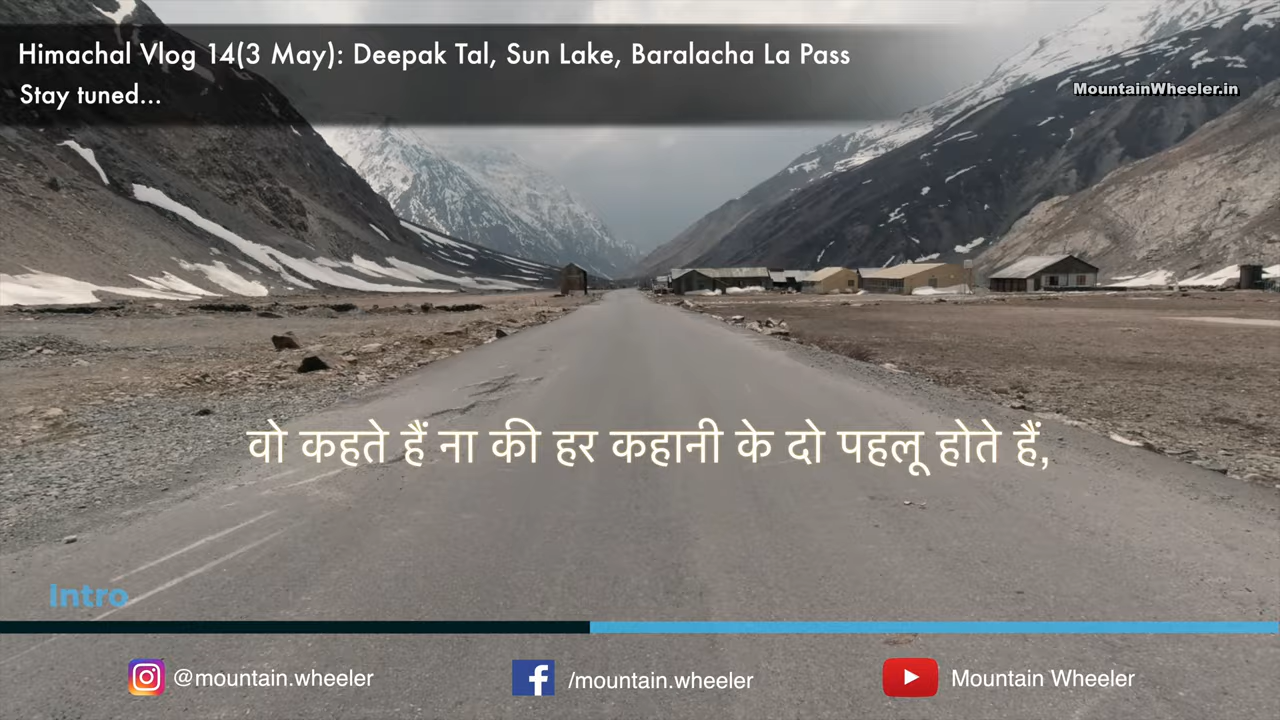 Himachal Vlog 14(3 May): Deepak Tal, Sun Lake, Baralacha La Pass
Stay tuned...
MountainWheeler.in
वो कहते हैं ना की हर कहानी के दो पहलू होते हैं,
Intro
@mountain.wheeler
/mountain.wheeler
Mountain Wheeler